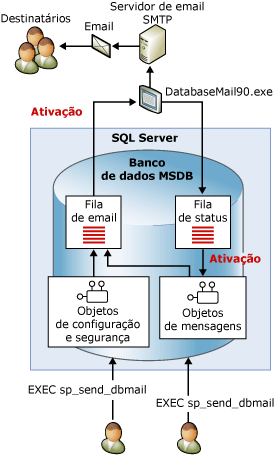 Servidor de email
SMTP
Destinatários
Email
DatabaseMail90.exe
Ativação
SQL Server
Banco
de dados MSDB
Fila
de email
Fila
de status
Ativação
Objetos
de configuração
e segurança
Objetos
de mensagens
EXEC sp_send_dbmail
EXEC sp_send_dbmail